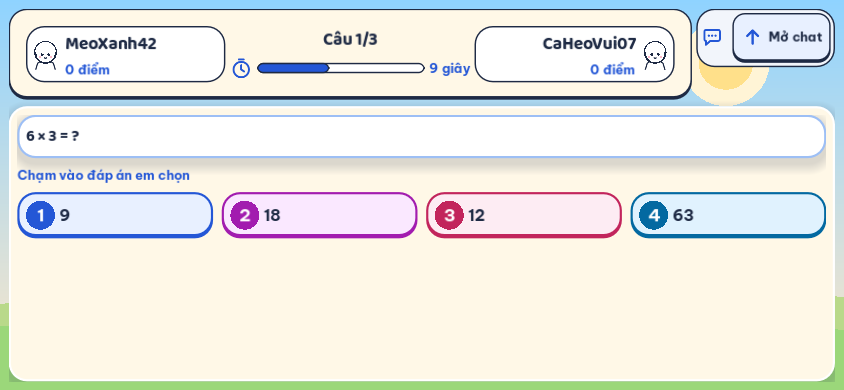 MeoXanh42
0 điểm
Câu 1/3
9 giây
CaHeoVui07
0 điểm
Mở chat
6 × 3 = ?
Chạm vào đáp án em chọn
1 9
2 18
3 12
4 63